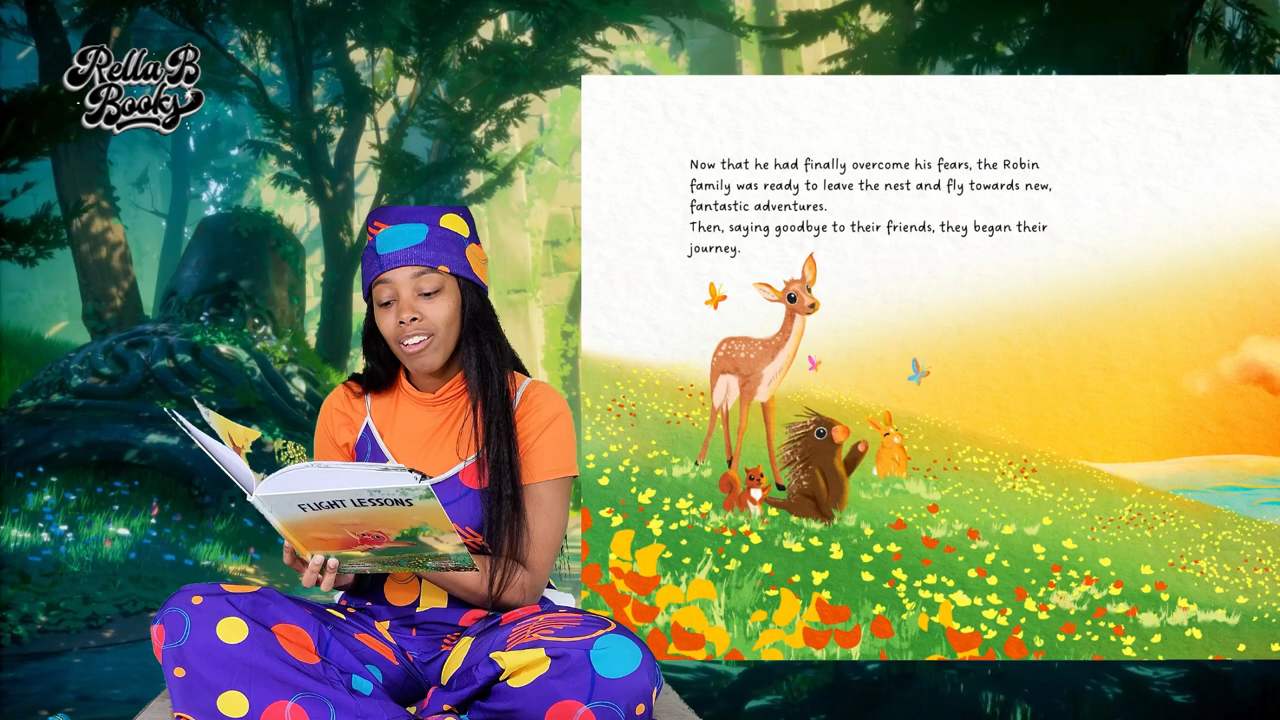 Rella B
Books
Now that he had finally overcome his fears, the Robin
family was ready to leave the nest and fly towards new,
fantastic adventures.
Then, saying goodbye to their friends, they began their
journey.
FLIGHT LESSONS